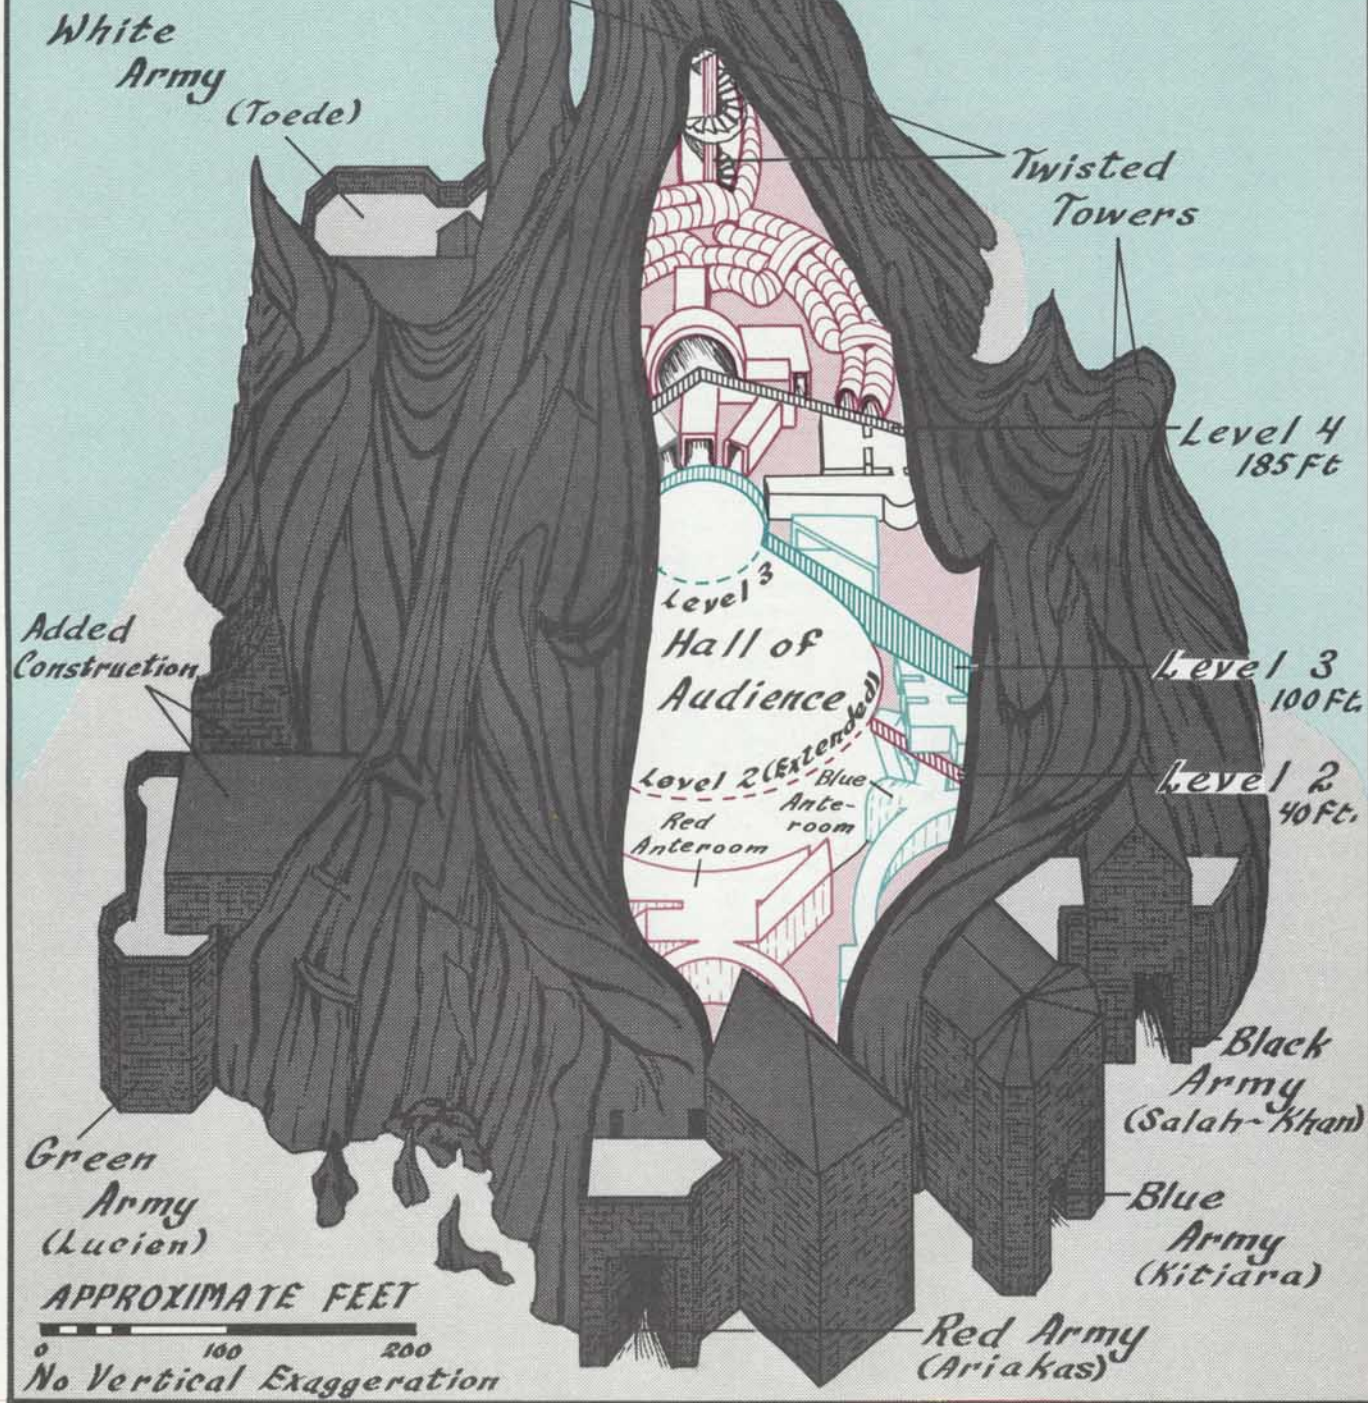 White
Army
(Toede)
Twisted
Towers
Level 4
185 Ft
Level 3
Hall of
Audience
Level 2 (Extended)
Blue
Ante-
room
Red
Anteroom
Added
Construction
Level 3
100 Ft.
Level 2
40 Ft.
Black
Army
(Salah-Khan)
Blue
Army
(Kitiara)
Green
Army
(Lucien)
Red Army
(Ariakas)
APPROXIMATE FEET
0 100 200
No Vertical Exaggeration